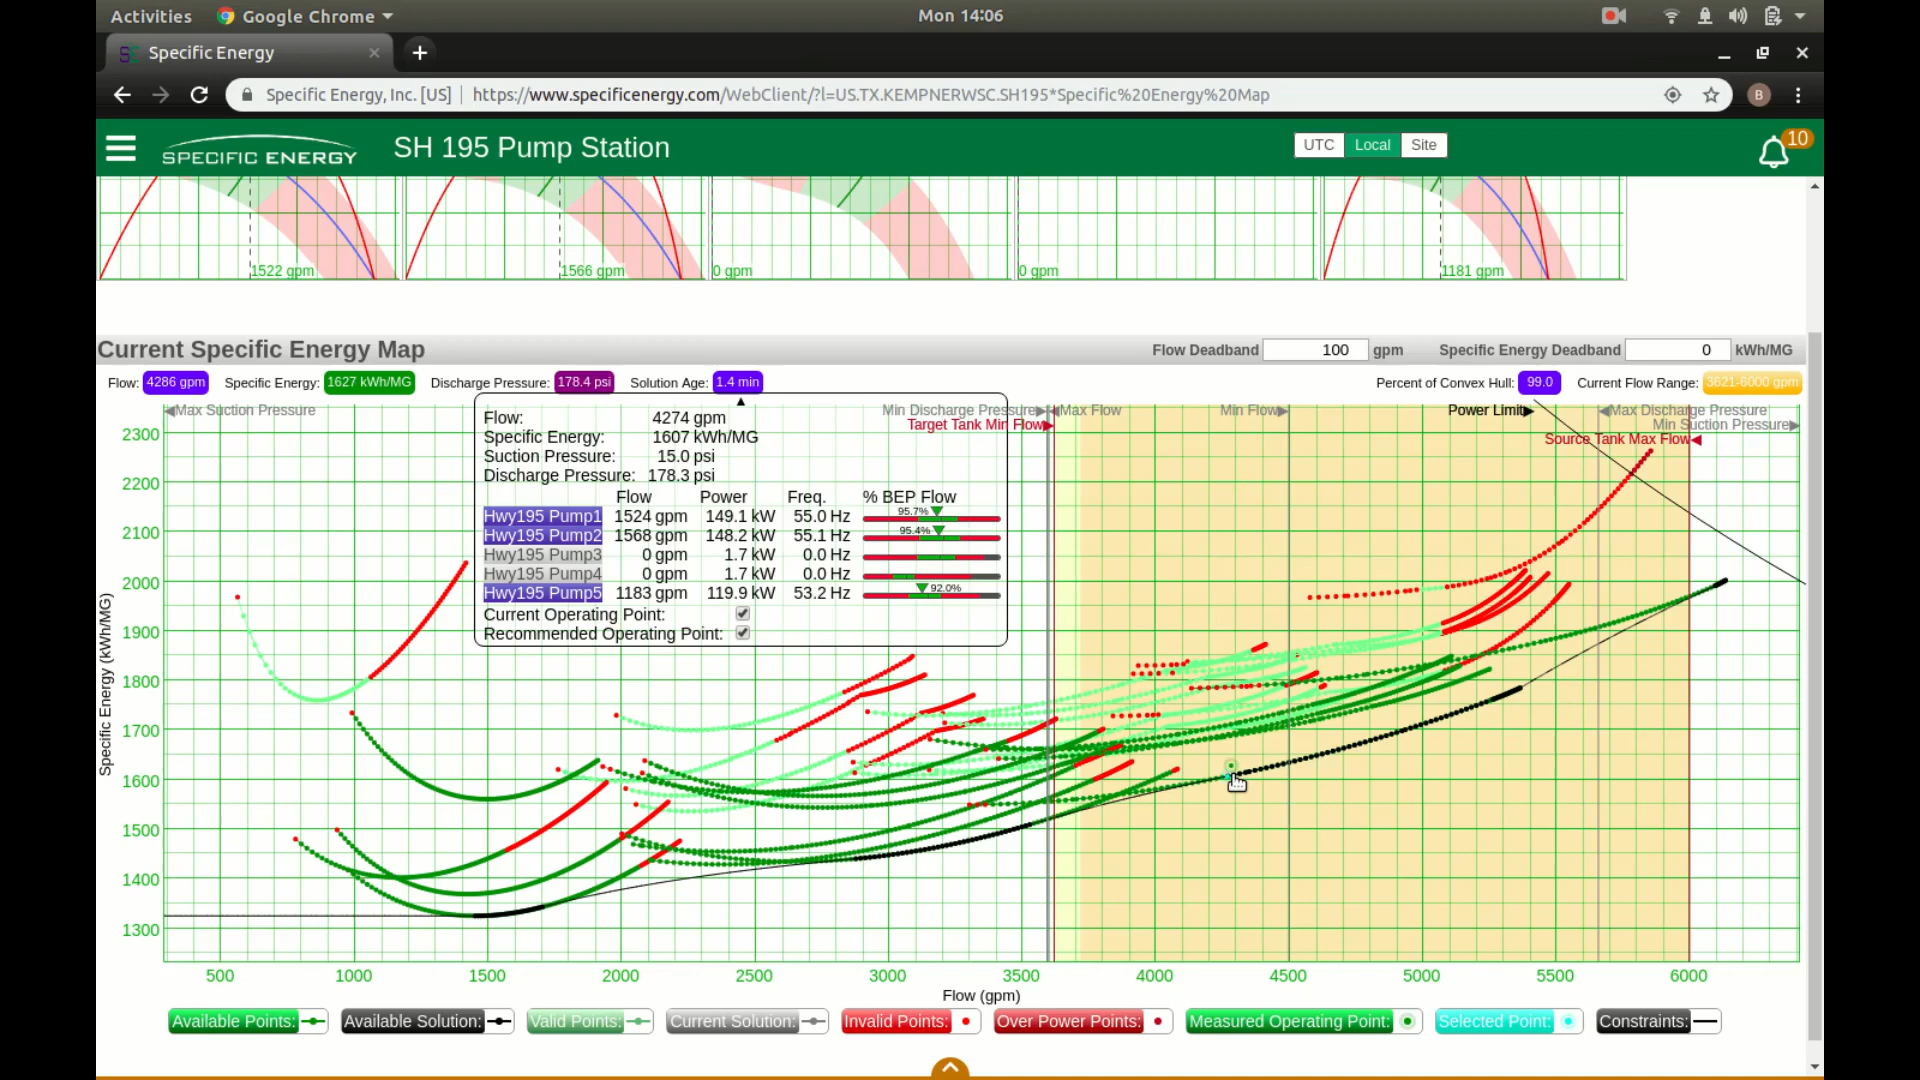 Activities
Google Chrome
Mon 14:06
Specific Energy
Specific Energy, Inc. [US]
https://www.specificenergy.com/WebClient/?l=US.TX.KEMPNERWSC.SH195*Specific%20Energy%20Map
B
SPECIFIC ENERGY
SH 195 Pump Station
UTC
Local
Site
10
1522 gpm
1566 gpm
0 gpm
0 gpm
1181 gpm
Current Specific Energy Map
Flow Deadband 100 gpm
Specific Energy Deadband 0 kWh/MG
Flow: 4286 gpm
Specific Energy: 1627 kWh/MG
Discharge Pressure: 178.4 psi
Solution Age: 1.4 min
Percent of Convex Hull: 99.0
Current Flow Range: 3621-6000 gpm
Max Suction Pressure
Min Discharge Pressure
Max Flow
Min Flow
Power Limit
Max Discharge Pressure
Target Tank Min Flow
Min Suction Pressure
Source Tank Max Flow
Flow: 4274 gpm
Specific Energy: 1607 kWh/MG
Suction Pressure: 15.0 psi
Discharge Pressure: 178.3 psi
Flow Power Freq. % BEP Flow
Hwy195 Pump1 1524 gpm 149.1 kW 55.0 Hz 95.7%
Hwy195 Pump2 1568 gpm 148.2 kW 55.1 Hz 95.4%
Hwy195 Pump3 0 gpm 1.7 kW 0.0 Hz
Hwy195 Pump4 0 gpm 1.7 kW 0.0 Hz
Hwy195 Pump5 1183 gpm 119.9 kW 53.2 Hz 92.0%
Current Operating Point:
Recommended Operating Point:
Specific Energy (kWh/MG)
2300
2200
2100
2000
1900
1800
1700
1600
1500
1400
1300
500 1000 1500 2000 2500 3000 3500 4000 4500 5000 5500 6000
Flow (gpm)
Available Points:
Available Solution:
Valid Points:
Current Solution:
Invalid Points:
Over Power Points:
Measured Operating Point:
Selected Point:
Constraints: